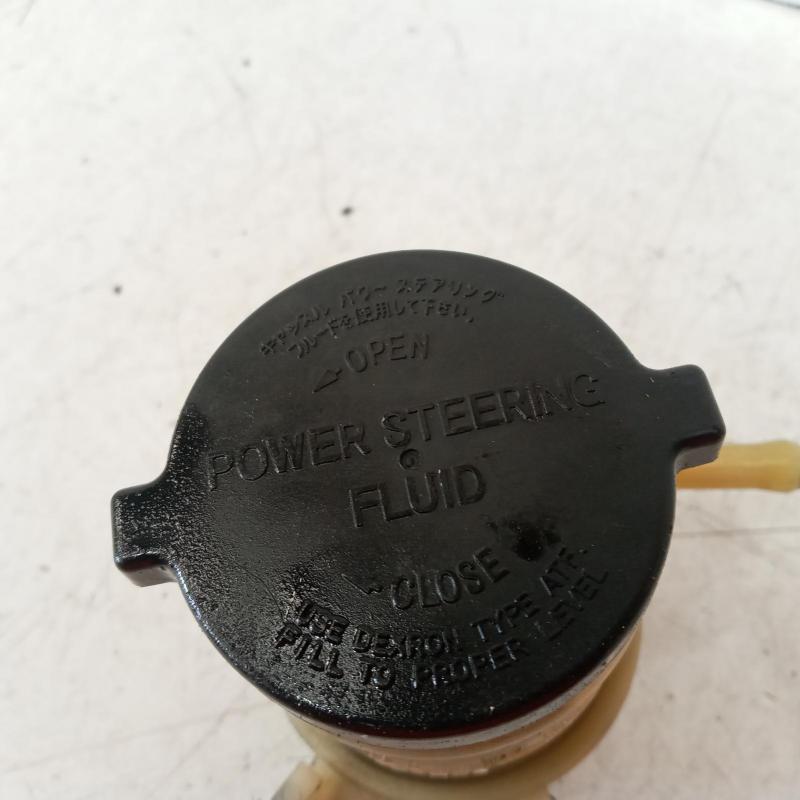 キャッスル パワーステアリング
フルードを使用して下さい。
OPEN
POWER STEERING
FLUID
CLOSE
USE DEXRON TYPE ATF.
FILL TO PROPER LEVEL